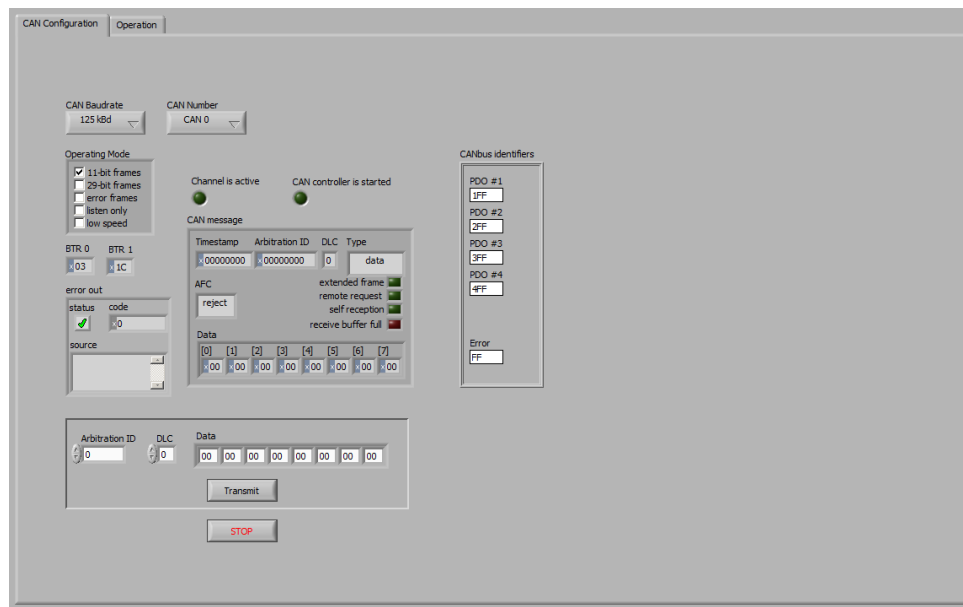 CAN Configuration Operation
CAN Baudrate CAN Number
125 kBd CAN 0
Operating Mode
11-bit frames
29-bit frames
error frames
listen only
low speed
BTR 0 BTR 1
x03 x1C
error out
status code
x0
source
Channel is active CAN controller is started
CAN message
Timestamp Arbitration ID DLC Type
x00000000 x00000000 0 data
AFC
reject
extended frame
remote request
self reception
receive buffer full
Data
[0] [1] [2] [3] [4] [5] [6] [7]
x00 x00 x00 x00 x00 x00 x00 x00
CANbus identifiers
PDO #1
1FF
PDO #2
2FF
PDO #3
3FF
PDO #4
4FF
Error
FF
Arbitration ID DLC Data
0 0 00 00 00 00 00 00 00 00
Transmit
STOP